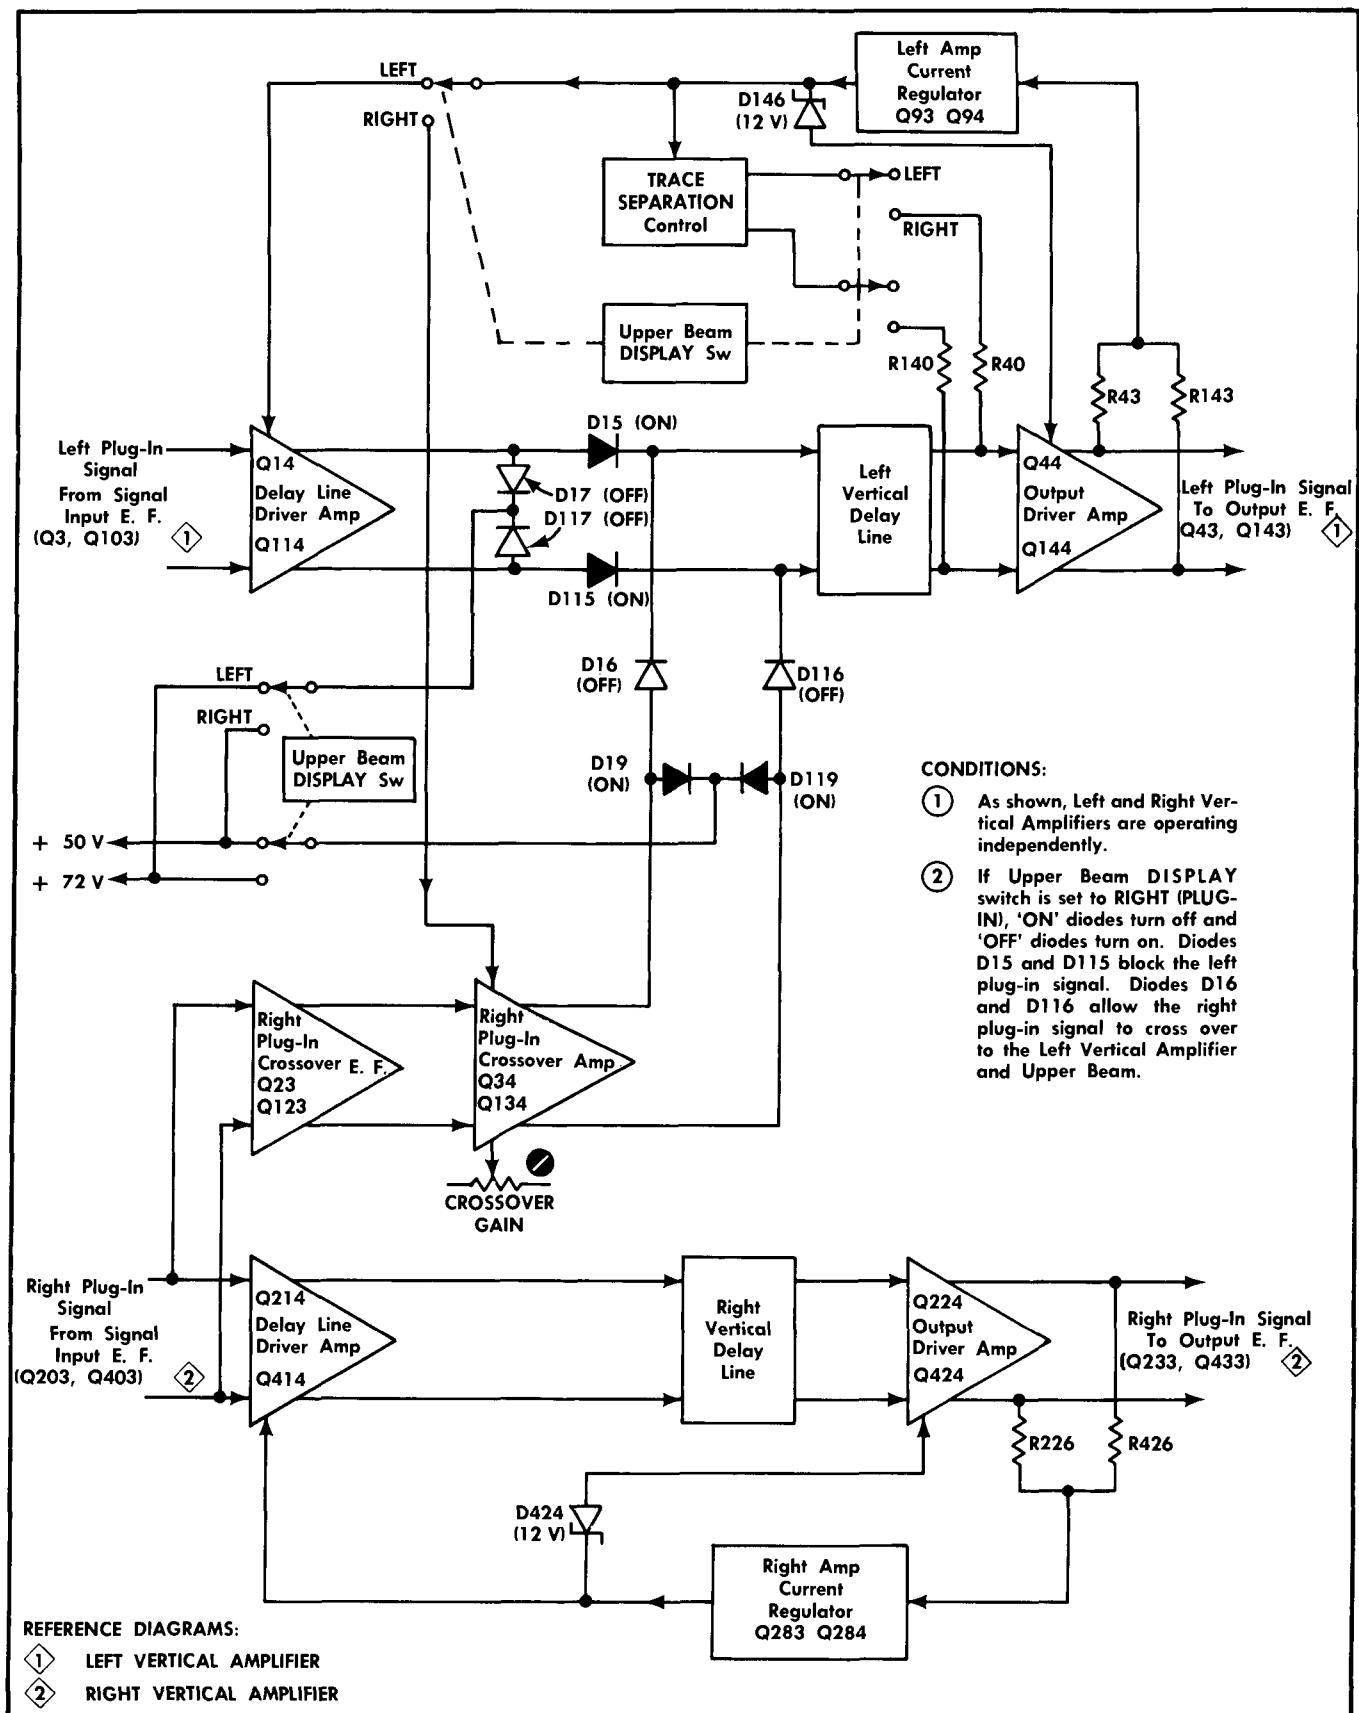 Left Amp
Current
Regulator
Q93 Q94
LEFT
RIGHT
D146
(12 V)
TRACE
SEPARATION
Control
LEFT
RIGHT
Upper Beam
DISPLAY Sw
R140
R40
R43
R143
D15 (ON)
Left Plug-In
Signal
From Signal
Input E. F.
(Q3, Q103)
1
Q14
Delay Line
Driver Amp
Q114
D17 (OFF)
D117 (OFF)
D115 (ON)
Left
Vertical
Delay
Line
Q44
Output
Driver Amp
Q144
Left Plug-In Signal
To Output E. F.
Q43, Q143)
1
D16
(OFF)
D116
(OFF)
LEFT
RIGHT
Upper Beam
DISPLAY Sw
D19
(ON)
D119
(ON)
+ 50 V
+ 72 V
CONDITIONS:
1 As shown, Left and Right Ver-
tical Amplifiers are operating
independently.
2 If Upper Beam DISPLAY
switch is set to RIGHT (PLUG-
IN), 'ON' diodes turn off and
'OFF' diodes turn on. Diodes
D15 and D115 block the left
plug-in signal. Diodes D16
and D116 allow the right
plug-in signal to cross over
to the Left Vertical Amplifier
and Upper Beam.
Right
Plug-In
Crossover E. F.
Q23
Q123
Right
Plug-In
Crossover Amp
Q34
Q134
CROSSOVER
GAIN
Right Plug-In
Signal
From Signal
Input E. F.
(Q203, Q403)
2
Q214
Delay Line
Driver Amp
Q414
Right
Vertical
Delay
Line
Q224
Output
Driver Amp
Q424
Right Plug-In Signal
To Output E. F.
(Q233, Q433)
2
R226
R426
D424
(12 V)
Right Amp
Current
Regulator
Q283 Q284
REFERENCE DIAGRAMS:
1 LEFT VERTICAL AMPLIFIER
2 RIGHT VERTICAL AMPLIFIER